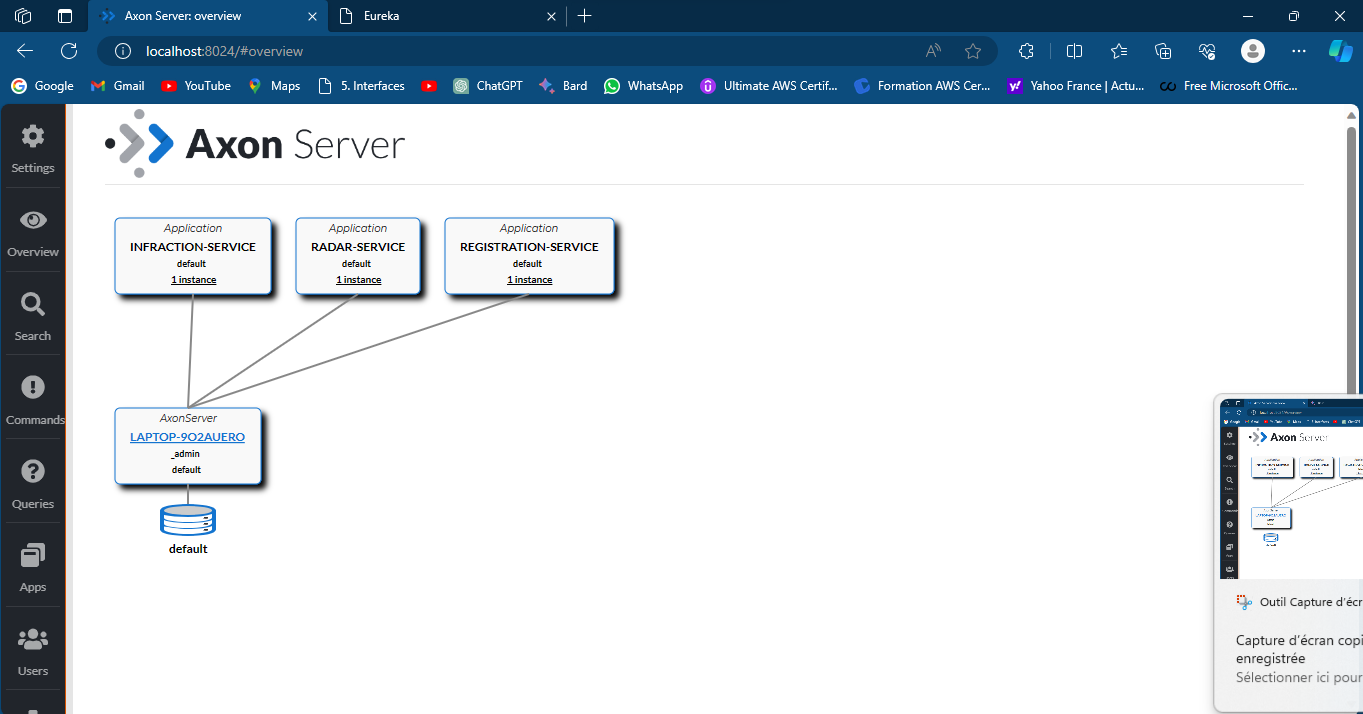 Axon Server: overview
Eureka
localhost:8024/#overview
Google
Gmail
YouTube
Maps
5. Interfaces
ChatGPT
Bard
WhatsApp
Ultimate AWS Certif...
Formation AWS Cer...
Yahoo France | Actu...
Free Microsoft Offic...
Settings
Overview
Search
Commands
Queries
Apps
Users
Axon Server
Application
INFRACTION-SERVICE
default
1 instance
Application
RADAR-SERVICE
default
1 instance
Application
REGISTRATION-SERVICE
default
1 instance
AxonServer
LAPTOP-9O2AUERO
_admin
default
default
Axon Server
Outil Capture d'écr
Capture d'écran copi
enregistrée
Sélectionner ici pour